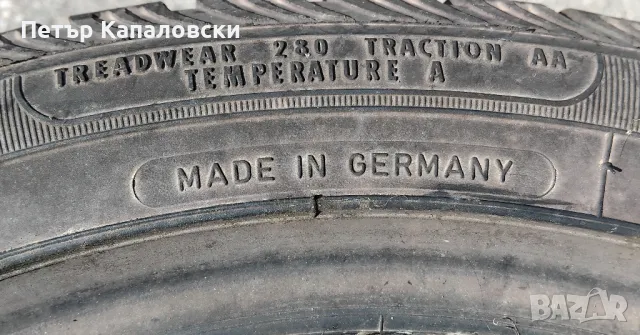 Петър Капаловски
TREADWEAR 280 TRACTION AA
TEMPERATURE A
MADE IN GERMANY
BAZAR